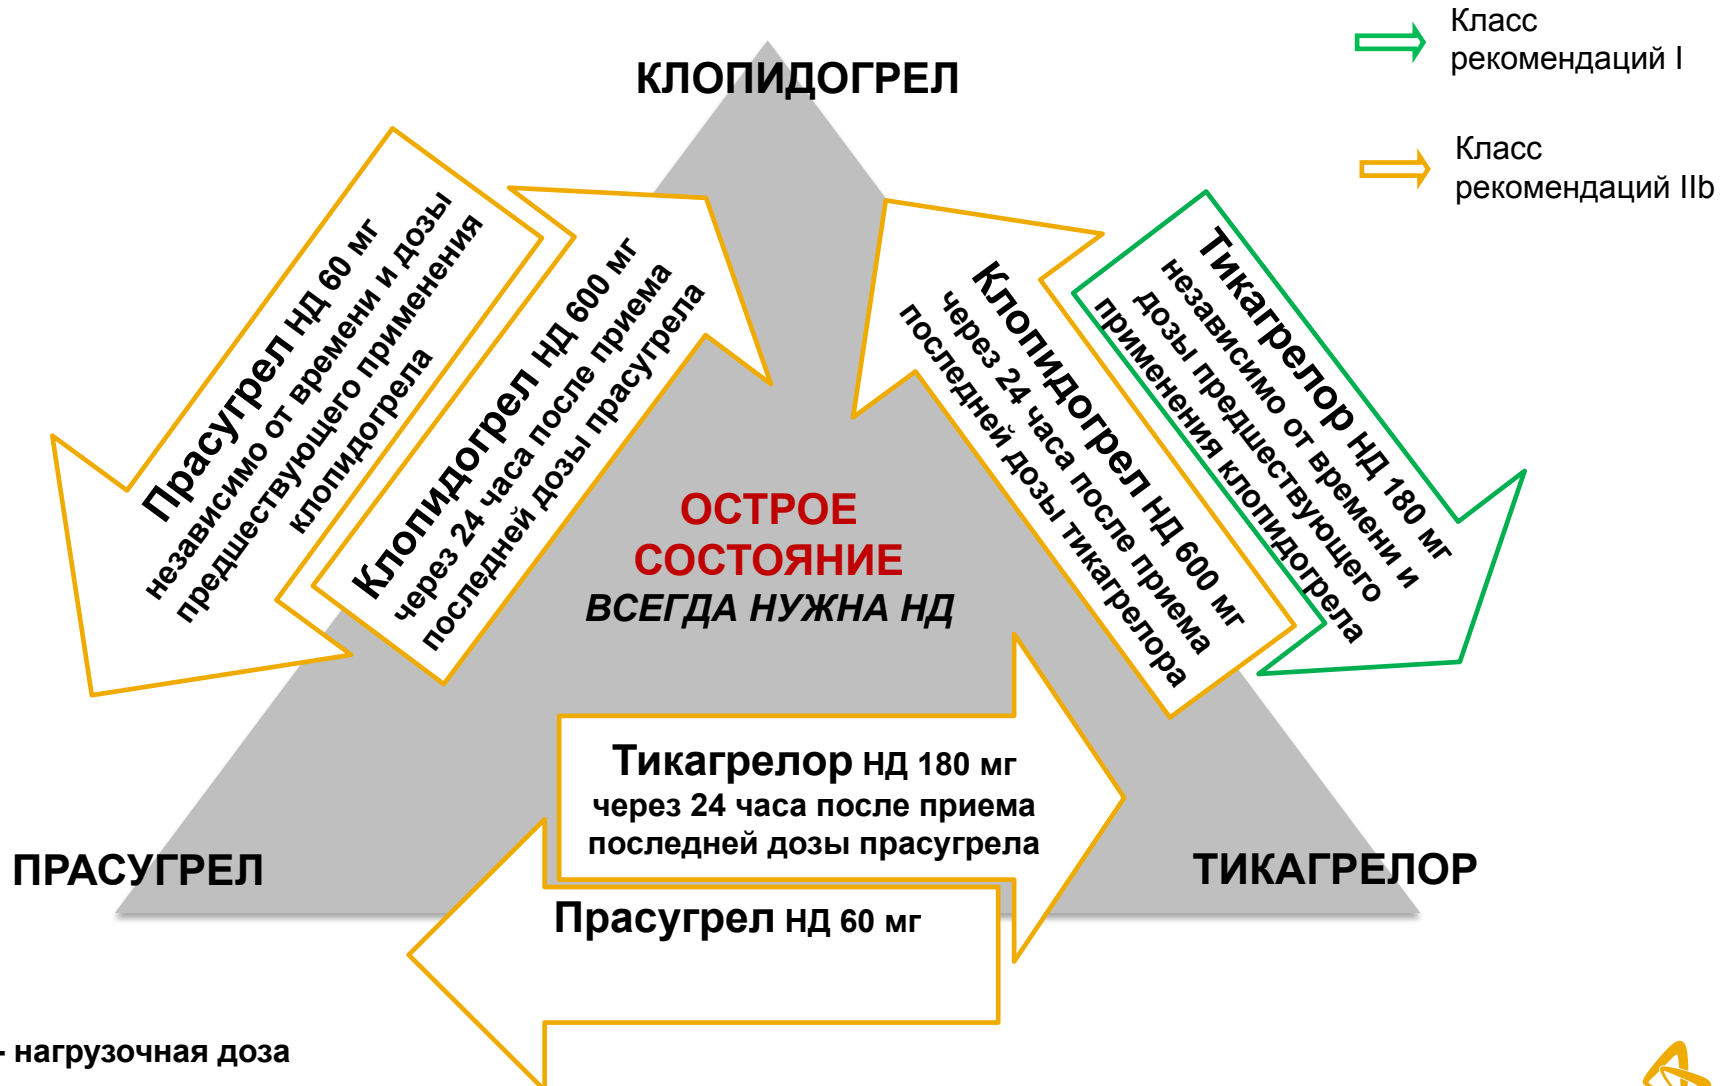 Класс
рекомендаций I
Класс
рекомендаций IIb
КЛОПИДОГРЕЛ
Прасугрел НД 60 мг
независимо от времени и дозы
предшествующего применения
клопидогрела
Клопидогрел НД 600 мг
через 24 часа после приема
последней дозы прасугрела
Клопидогрел НД 600 мг
через 24 часа после приема
последней дозы тикагрелора
Тикагрелор НД 180 мг
независимо от времени и
дозы предшествующего
применения клопидогрела
ОСТРОЕ
СОСТОЯНИЕ
ВСЕГДА НУЖНА НД
Тикагрелор НД 180 мг
через 24 часа после приема
последней дозы прасугрела
ПРАСУГРЕЛ
ТИКАГРЕЛОР
Прасугрел НД 60 мг
- нагрузочная доза